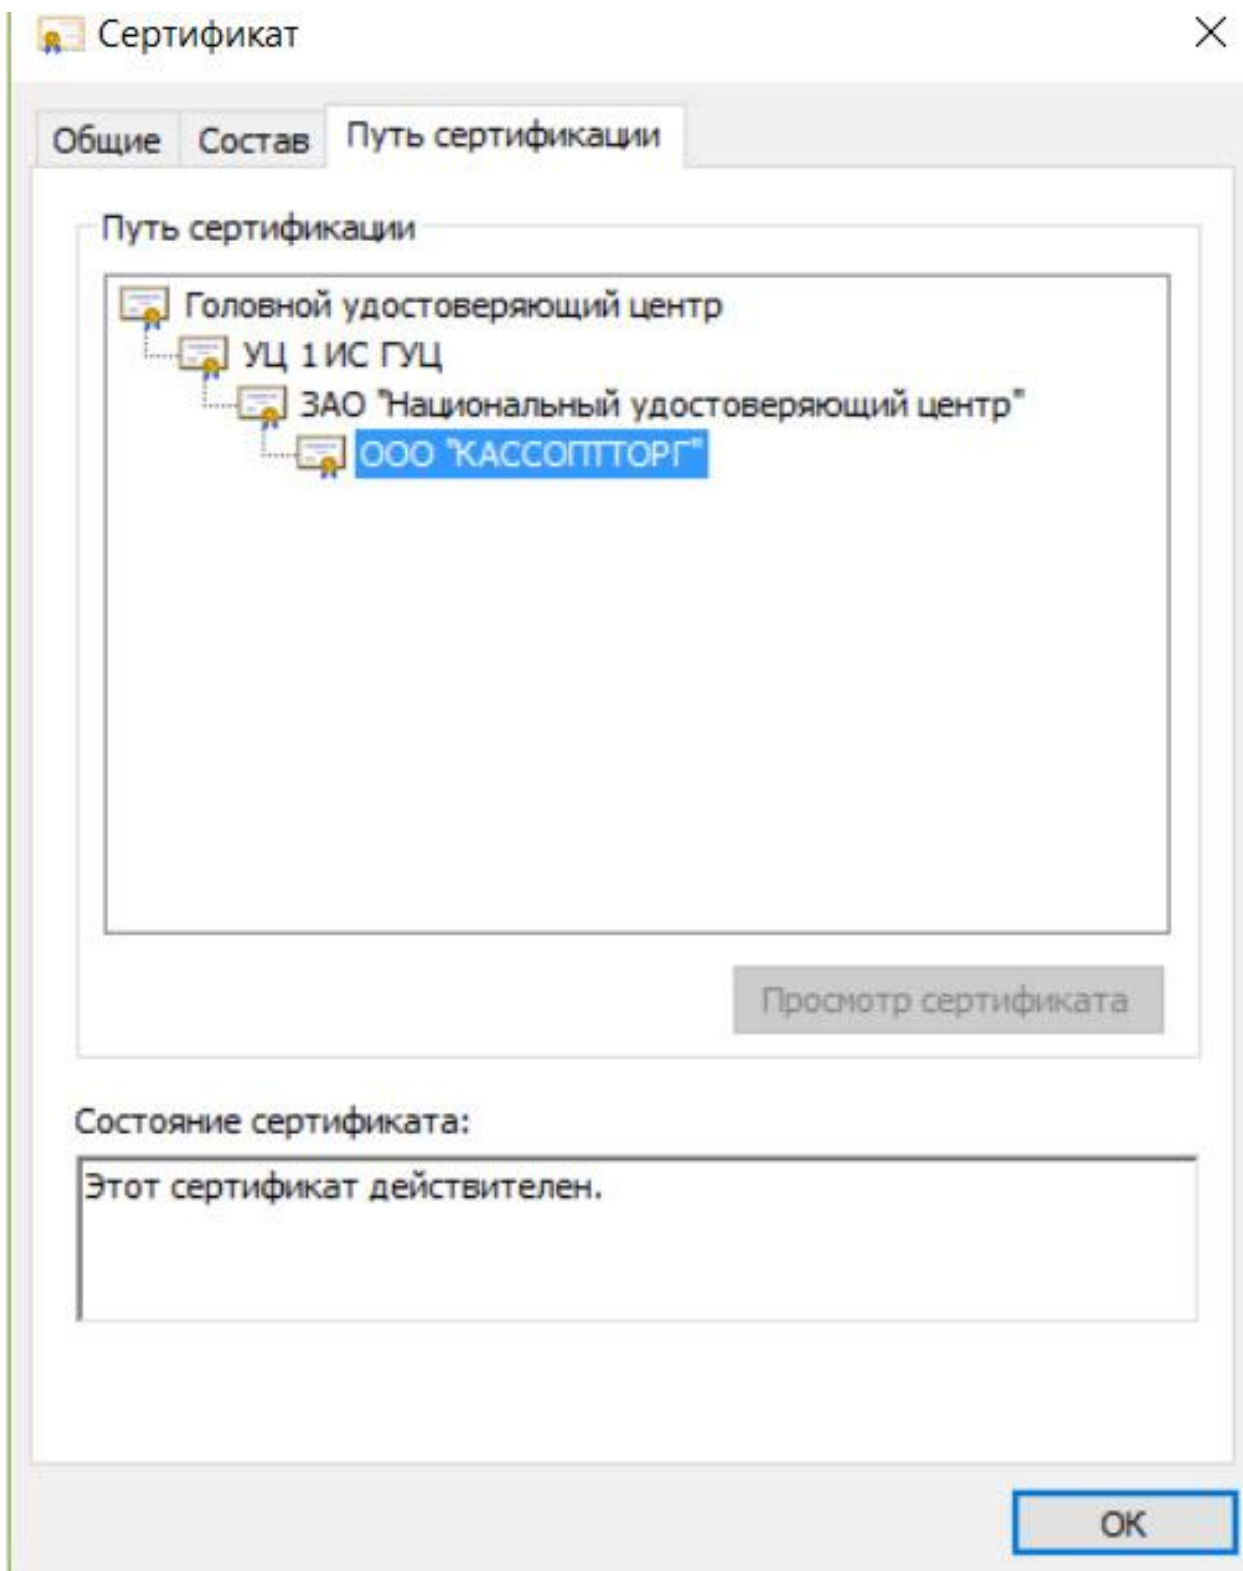 Сертификат
Общие Состав Путь сертификации
Путь сертификации
Головной удостоверяющий центр
УЦ 1 ИС ГУЦ
ЗАО "Национальный удостоверяющий центр"
ООО "КАССОПТТОРГ"
Просмотр сертификата
Состояние сертификата:
Этот сертификат действителен.
ОК